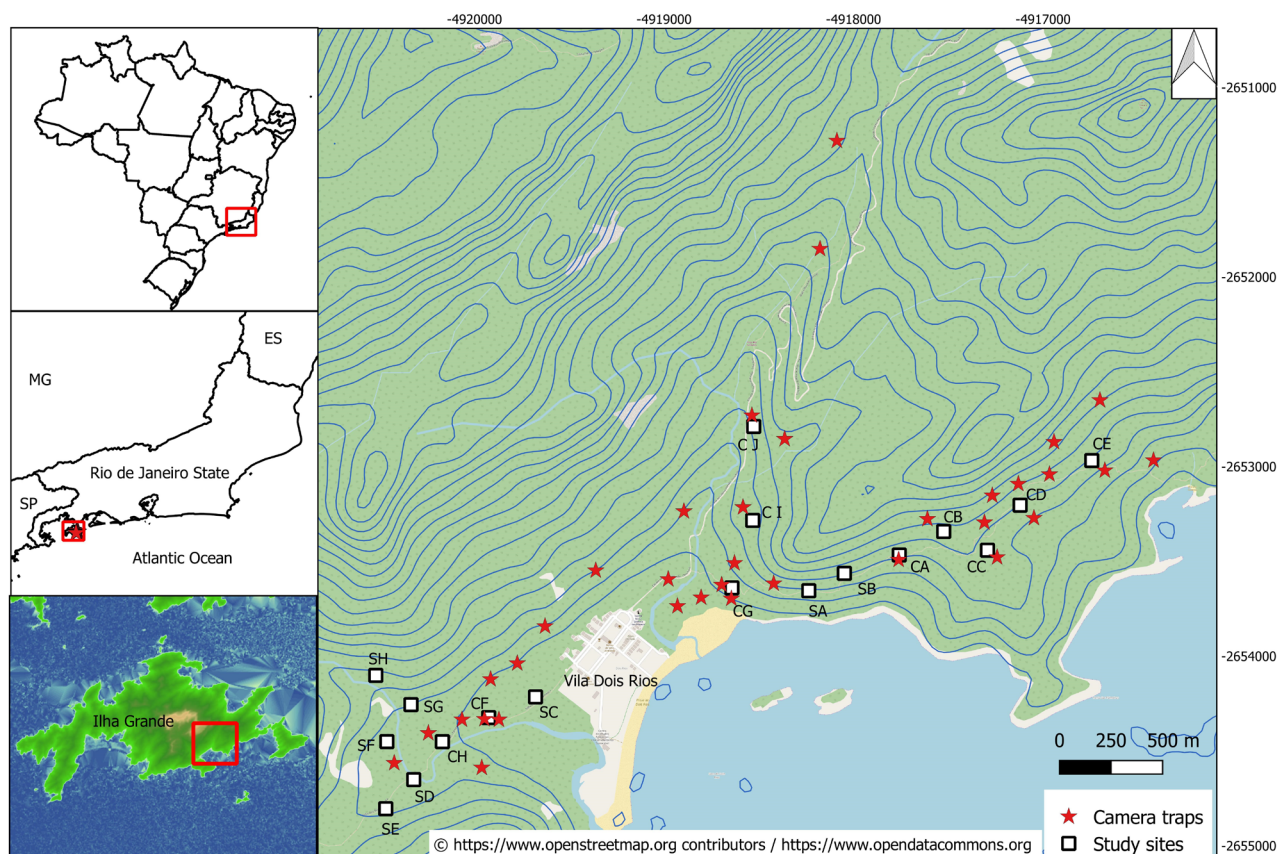 -4920000
-4919000
-4918000
-4917000
-2651000
-2652000
-2653000
-2654000
-2655000
ES
MG
Rio de Janeiro State
SP
Atlantic Ocean
Ilha Grande
C J
CE
C I
CD
CB
CA
CC
SB
CG
SA
SH
Vila Dois Rios
SG
CF
SC
SF
CH
SD
SE
0 250 500 m
Camera traps
Study sites
© https://www.openstreetmap.org contributors / https://www.opendatacommons.org